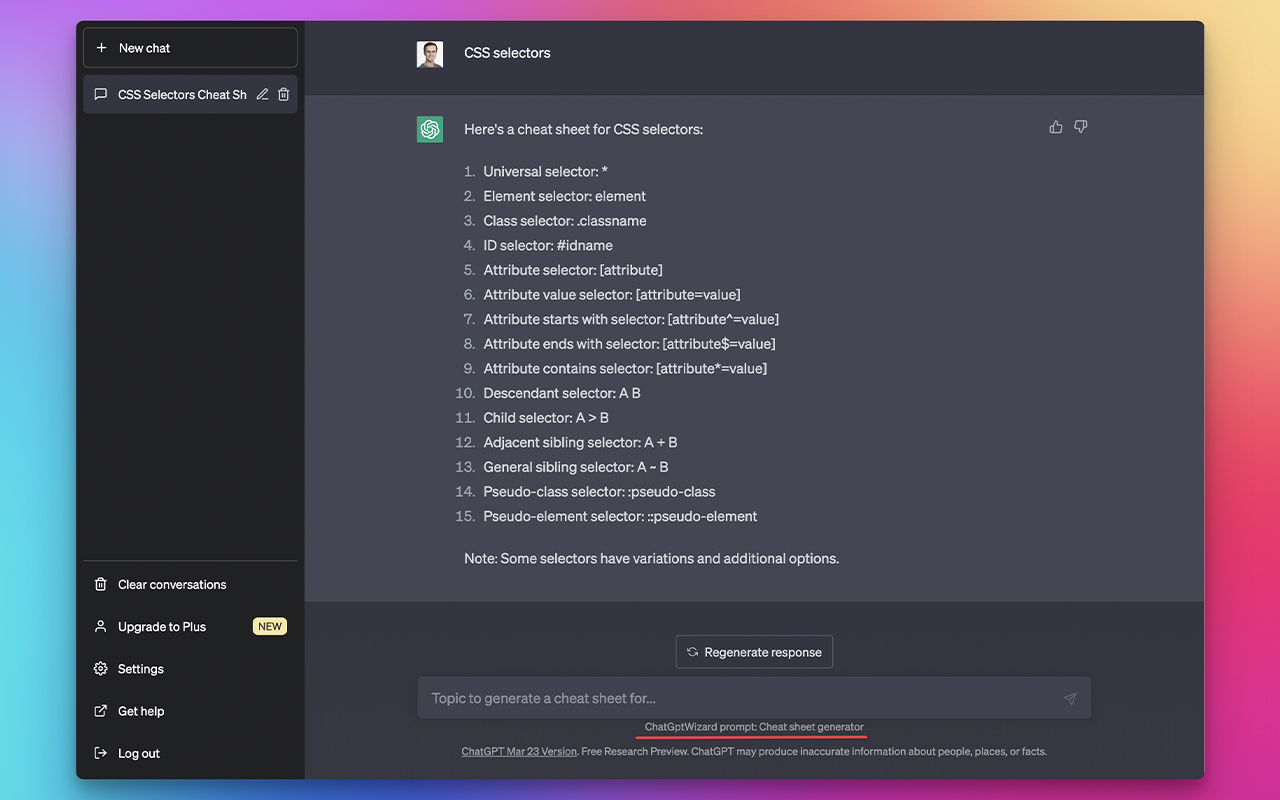 New chat
CSS Selectors Cheat Sh
CSS selectors
Here's a cheat sheet for CSS selectors:
1. Universal selector: *
2. Element selector: element
3. Class selector: .classname
4. ID selector: #idname
5. Attribute selector: [attribute]
6. Attribute value selector: [attribute=value]
7. Attribute starts with selector: [attribute^=value]
8. Attribute ends with selector: [attribute$=value]
9. Attribute contains selector: [attribute*=value]
10. Descendant selector: A B
11. Child selector: A > B
12. Adjacent sibling selector: A + B
13. General sibling selector: A ~ B
14. Pseudo-class selector: :pseudo-class
15. Pseudo-element selector: ::pseudo-element
Note: Some selectors have variations and additional options.
Clear conversations
Upgrade to Plus NEW
Settings
Get help
Log out
Regenerate response
Topic to generate a cheat sheet for...
ChatGptWizard prompt: Cheat sheet generator
ChatGPT Mar 23 Version. Free Research Preview. ChatGPT may produce inaccurate information about people, places, or facts.